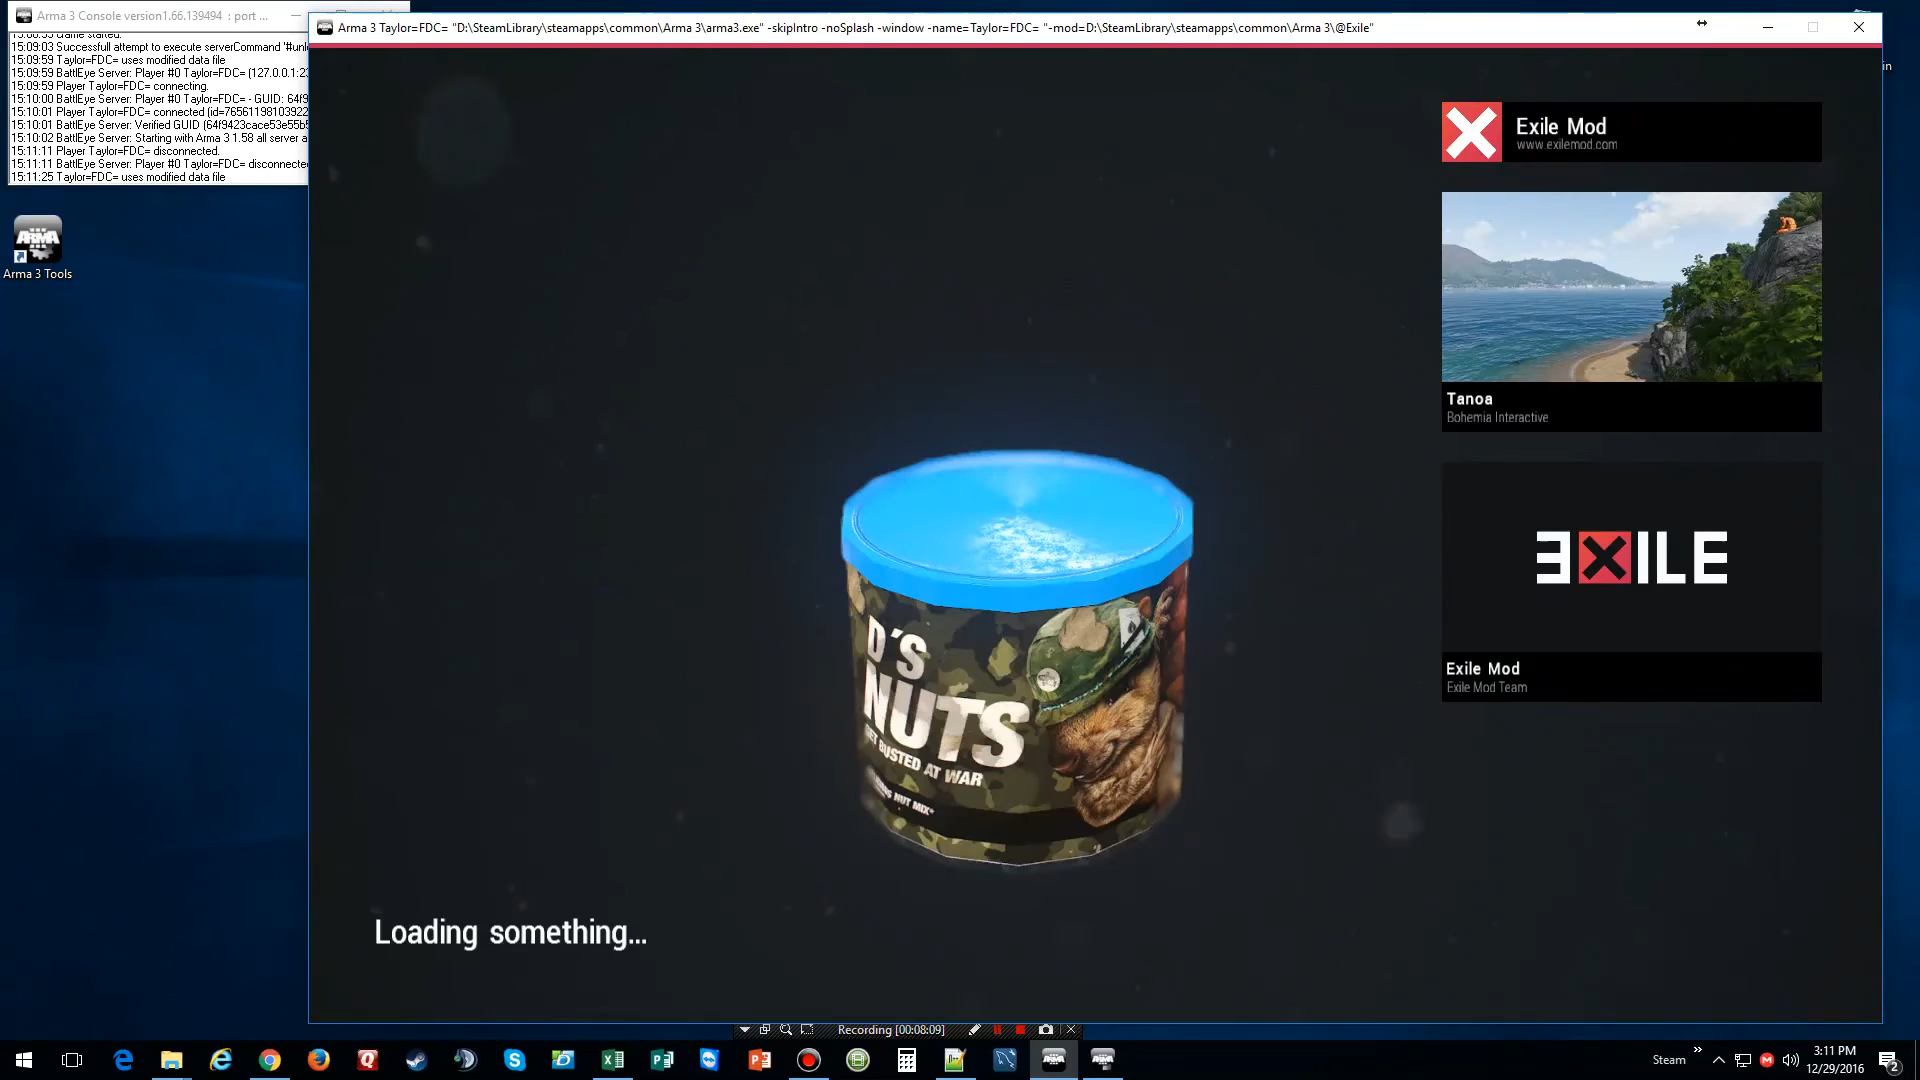 Arma 3 Console version1.66.139494 : port ...
15:09:03 Successfull attempt to execute serverCommand '#unl
15:09:59 Taylor=FDC= uses modified data file
15:09:59 BattlEye Server: Player #0 Taylor=FDC= (127.0.0.1:23
15:09:59 Player Taylor=FDC= connecting.
15:10:00 BattlEye Server: Player #0 Taylor=FDC= - GUID: 64f9
15:10:01 Player Taylor=FDC= connected (id=76561198103922
15:10:01 BattlEye Server: Verified GUID (64f9423cace53e55b5
15:10:02 BattlEye Server: Starting with Arma 3 1.58 all server a
15:11:11 Player Taylor=FDC= disconnected.
15:11:11 BattlEye Server: Player #0 Taylor=FDC= disconnected
15:11:25 Taylor=FDC= uses modified data file
ARMA
III
Arma 3 Tools
Arma 3 Taylor=FDC= "D:\SteamLibrary\steamapps\common\Arma 3\arma3.exe" -skipIntro -noSplash -window -name=Taylor=FDC= "-mod=D:\SteamLibrary\steamapps\common\Arma 3\@Exile"
in
Exile Mod
www.exilemod.com
Tanoa
Bohemia Interactive
EXILE
Exile Mod
Exile Mod Team
D'S
NUTS
GET BUSTED AT WAR
NUT MIX*
Loading something...
Recording [00:08:09]
Steam
3:11 PM
12/29/2016
2